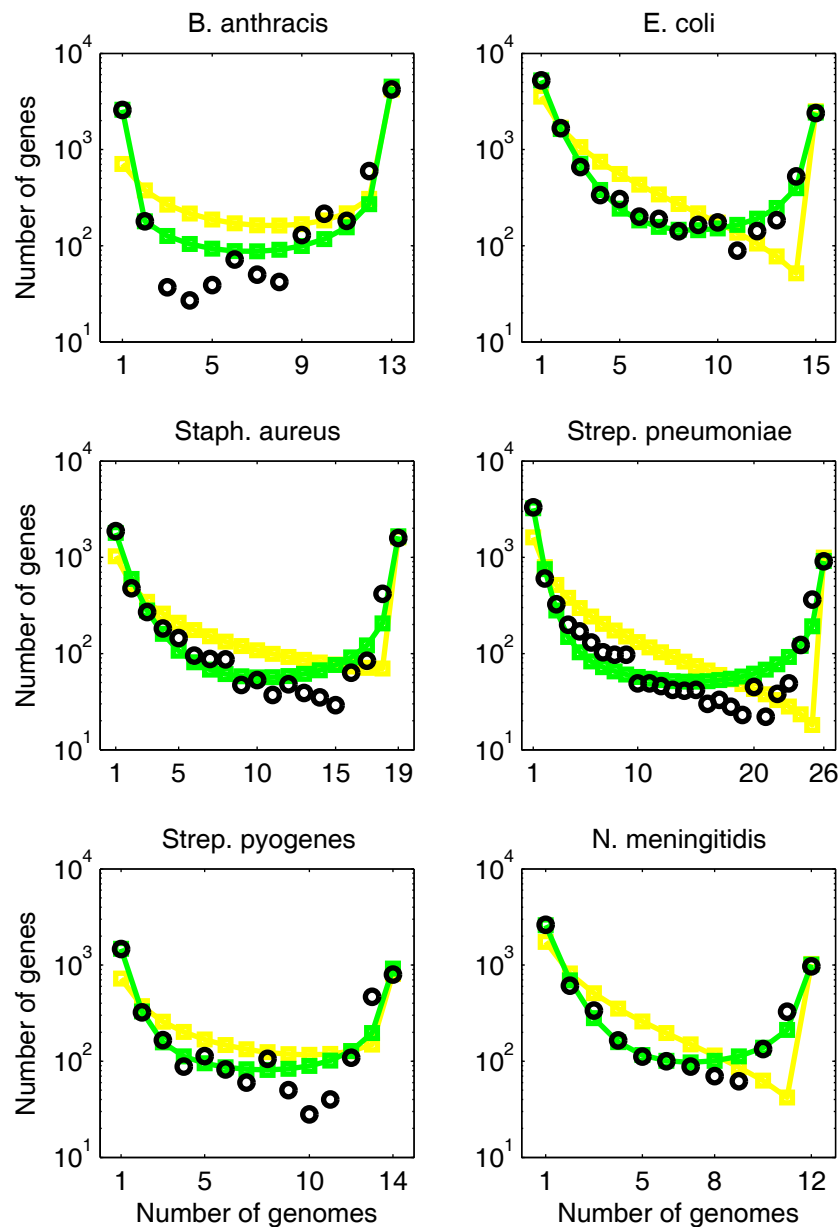 B. anthracis
10^4
10^3
10^2
10^1
Number of genes
1 5 9 13
E. coli
10^4
10^3
10^2
10^1
1 5 10 15
Staph. aureus
10^4
10^3
10^2
10^1
Number of genes
1 5 10 15 19
Strep. pneumoniae
10^4
10^3
10^2
10^1
1 10 20 26
Strep. pyogenes
10^4
10^3
10^2
10^1
Number of genes
1 5 10 14
Number of genomes
N. meningitidis
10^4
10^3
10^2
10^1
1 5 8 12
Number of genomes